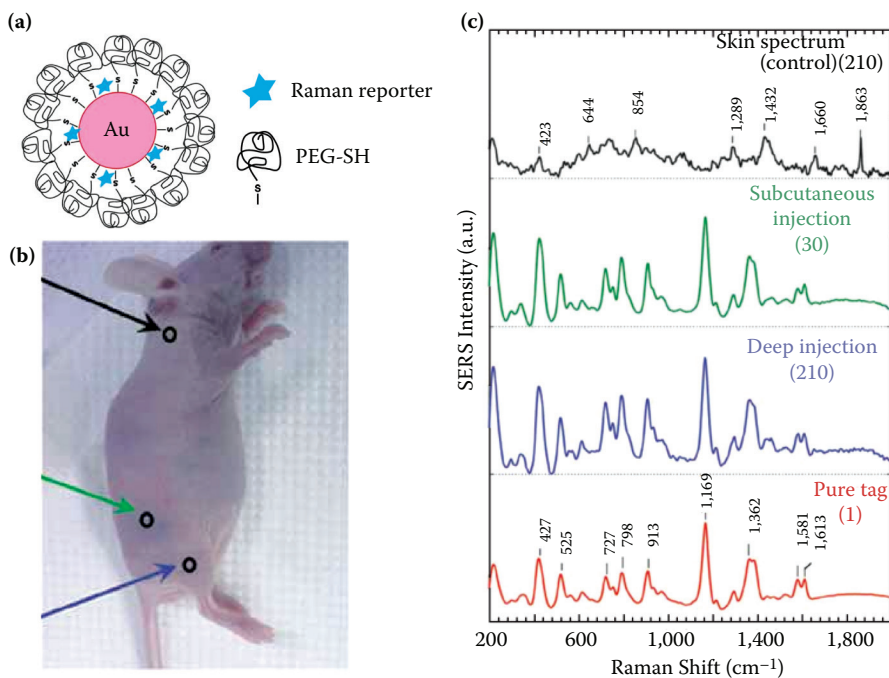 (a)
s s s s s s s s s s s s s s s s
Au
Raman reporter
PEG-SH
s
(b)
(c)
Skin spectrum
(control)(210)
423
644
854
1,289
1,432
1,660
1,863
Subcutaneous
injection
(30)
Deep injection
(210)
Pure tag
(1)
427
525
727
798
913
1,169
1,362
1,581
1,613
SERS Intensity (a.u.)
200 600 1,000 1,400 1,800
Raman Shift (cm⁻¹)